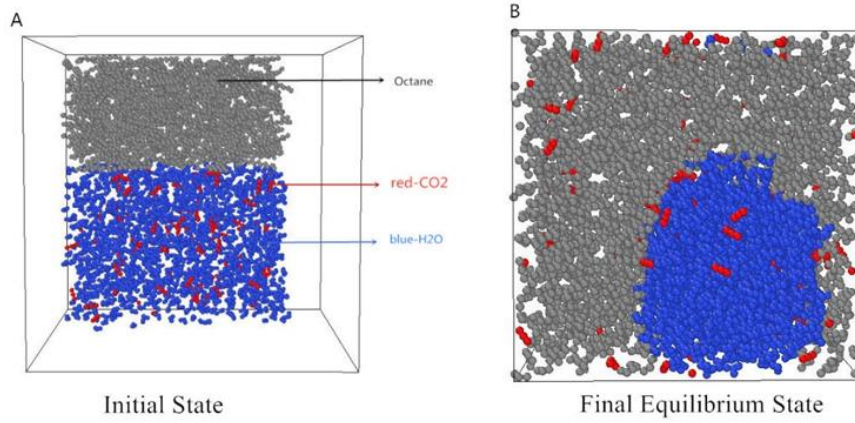 A
Octane
red-CO2
blue-H2O
Initial State
B
Final Equilibrium State